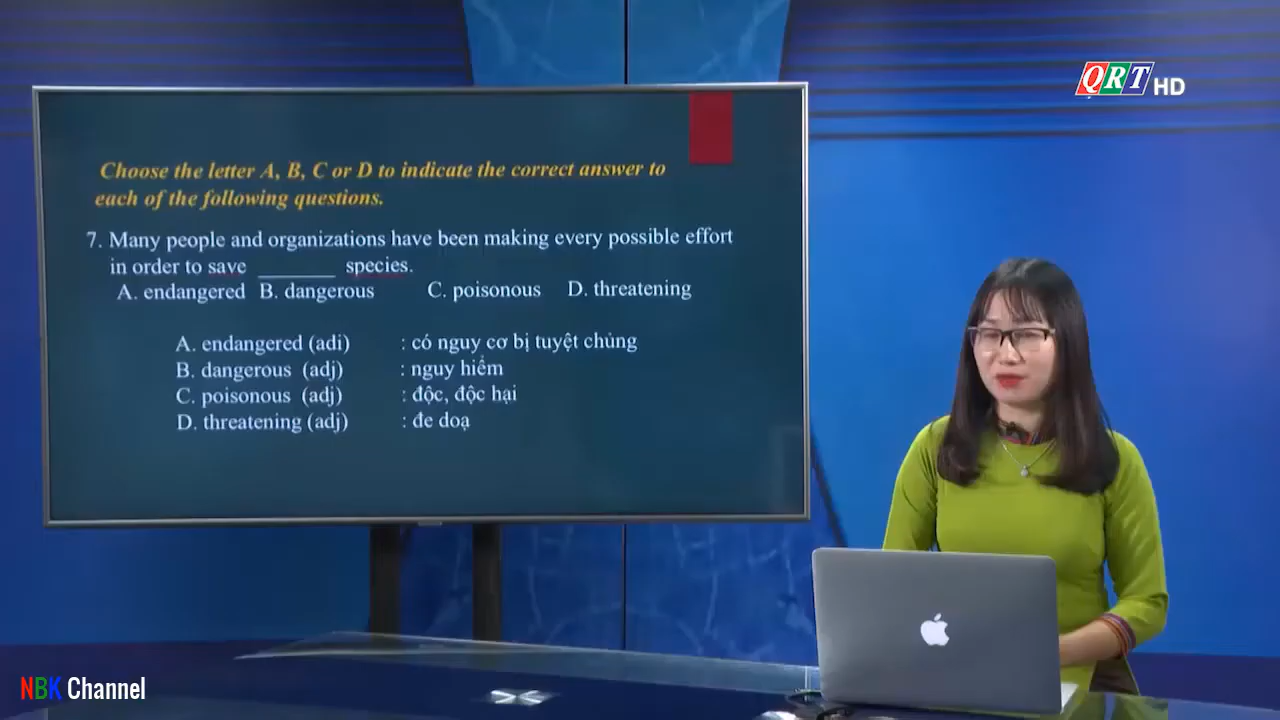 QRT HD
Choose the letter A, B, C or D to indicate the correct answer to
each of the following questions.
7. Many people and organizations have been making every possible effort
in order to save ________ species.
A. endangered B. dangerous C. poisonous D. threatening
A. endangered (adi) : có nguy cơ bị tuyệt chủng
B. dangerous (adj) : nguy hiểm
C. poisonous (adj) : độc, độc hại
D. threatening (adj) : đe doạ
NBK Channel